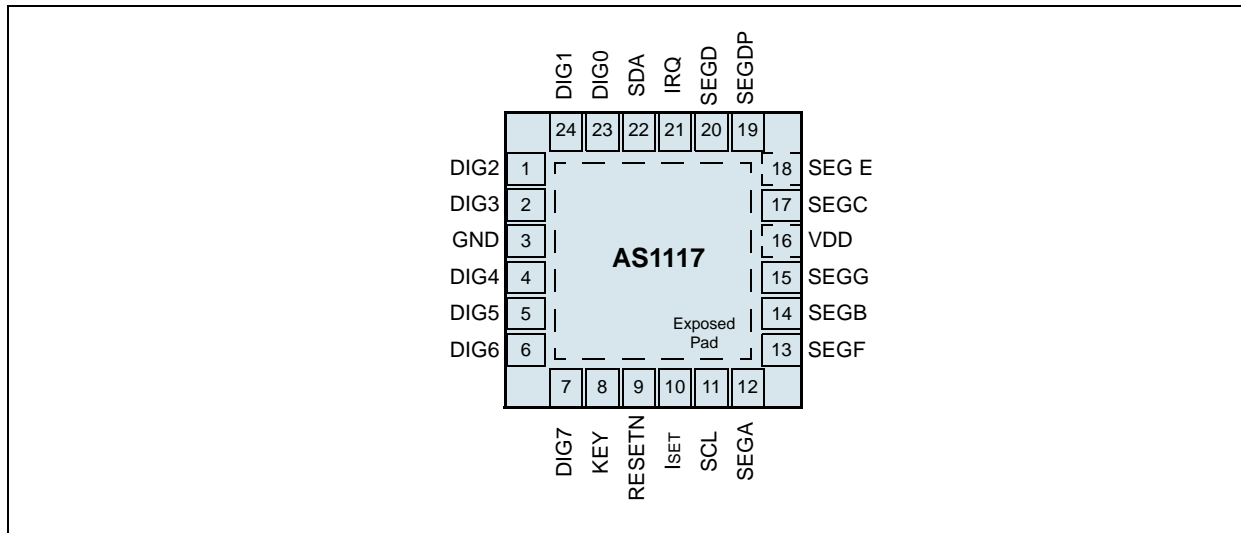 DIG1
DIG0
SDA
IRQ
SEGD
SEGDP
24
23
22
21
20
19
DIG2 1
18 SEG E
DIG3 2
17 SEGC
GND 3
16 VDD
AS1117
DIG4 4
15 SEGG
DIG5 5
14 SEGB
Exposed
Pad
DIG6 6
13 SEGF
7
8
9
10
11
12
DIG7
KEY
RESETN
ISET
SCL
SEGA